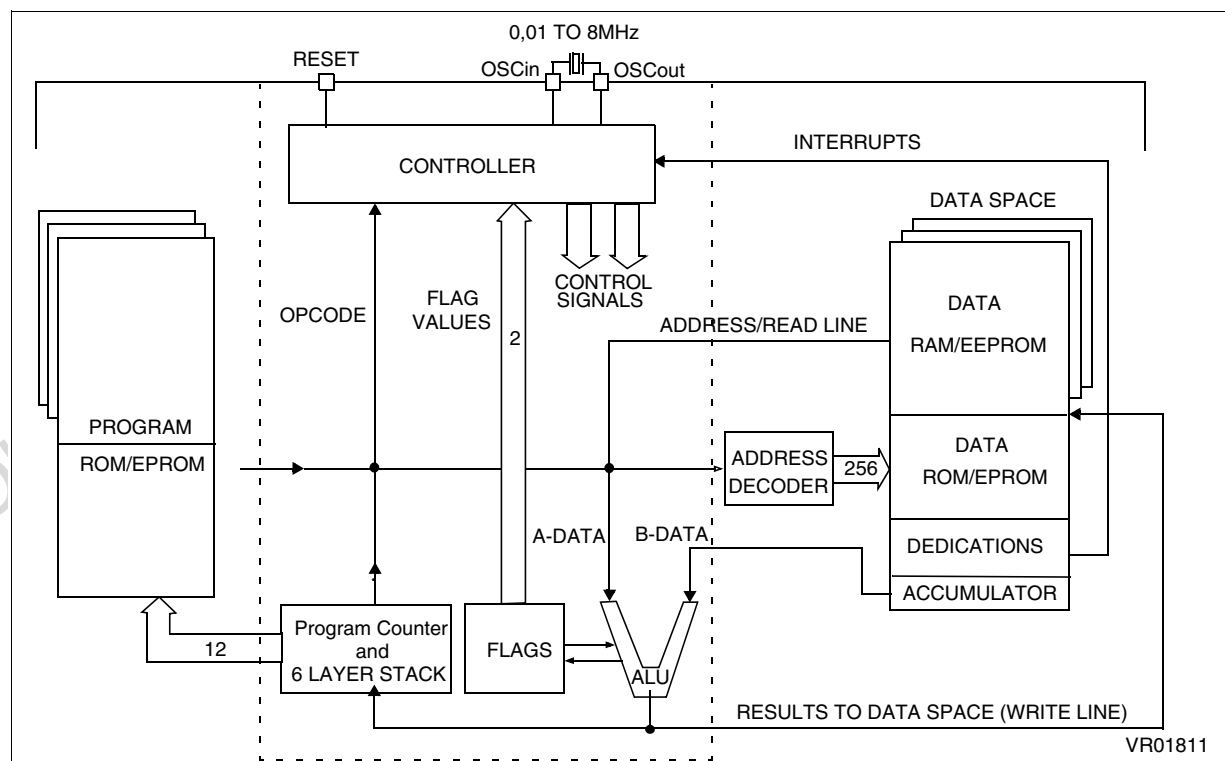 0,01 TO 8MHz
RESET
OSCin
OSCout
CONTROLLER
INTERRUPTS
DATA SPACE
CONTROL
SIGNALS
OPCODE
FLAG
VALUES
2
ADDRESS/READ LINE
DATA
RAM/EEPROM
PROGRAM
ROM/EPROM
ADDRESS
DECODER
256
DATA
ROM/EPROM
A-DATA
B-DATA
DEDICATIONS
ACCUMULATOR
12
Program Counter
and
6 LAYER STACK
FLAGS
ALU
RESULTS TO DATA SPACE (WRITE LINE)
VR01811